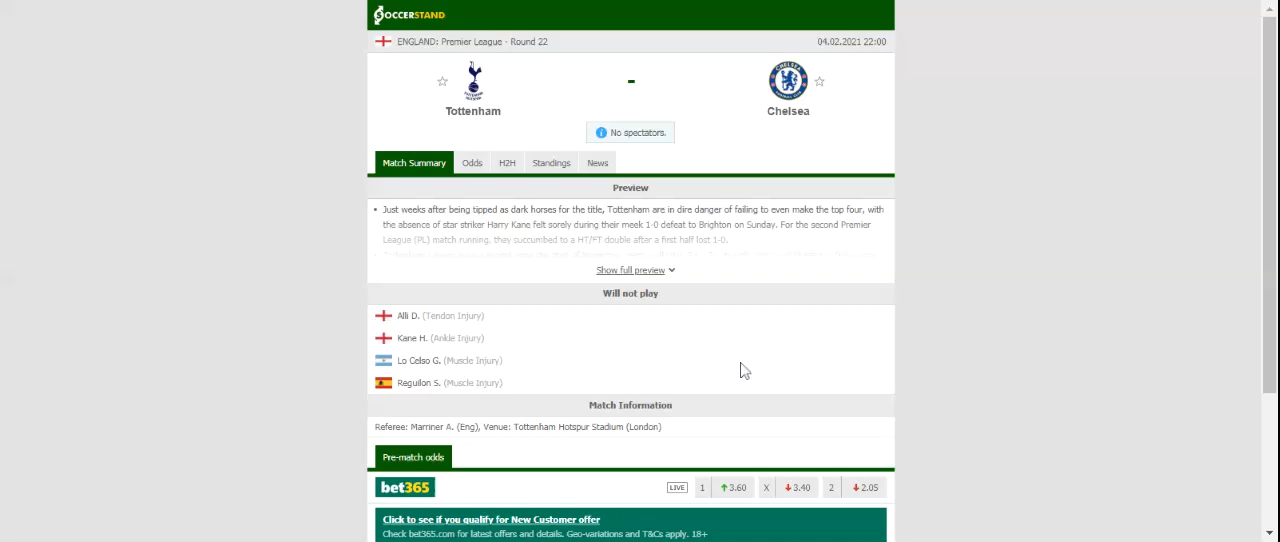 SOCCERSTAND
ENGLAND: Premier League - Round 22 04.02.2021 22:00
-
Tottenham Chelsea
No spectators.
Match Summary Odds H2H Standings News
Preview
• Just weeks after being tipped as dark horses for the title, Tottenham are in dire danger of failing to even make the top four, with
the absence of star striker Harry Kane felt sorely during their meek 1-0 defeat to Brighton on Sunday. For the second Premier
League (PL) match running, they succumbed to a HT/FT double after a first half lost 1-0.
Show full preview
Will not play
Alli D. (Tendon Injury)
Kane H. (Ankle Injury)
Lo Celso G. (Muscle Injury)
Reguilon S. (Muscle Injury)
Match Information
Referee: Marriner A. (Eng), Venue: Tottenham Hotspur Stadium (London)
Pre-match odds
bet365 LIVE 1 3.60 X 3.40 2 2.05
Click to see if you qualify for New Customer offer
Check bet365.com for latest offers and details. Geo-variations and T&Cs apply. 18+